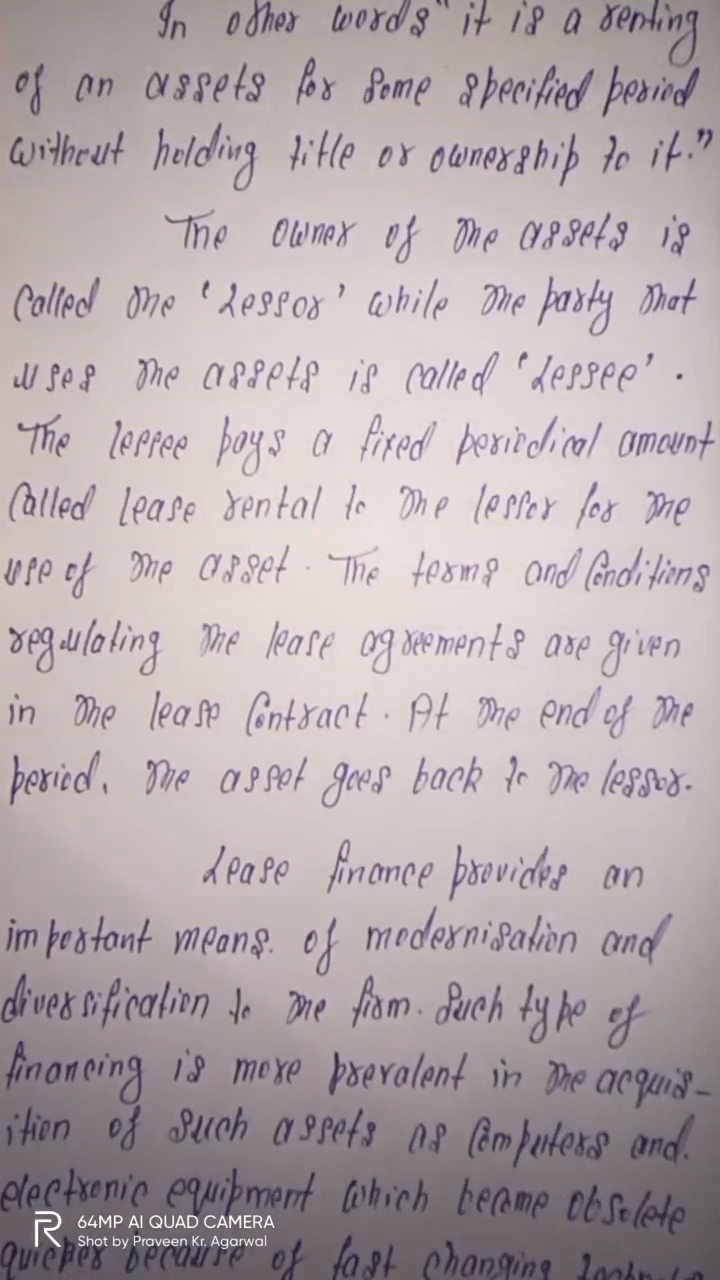 In other words "it is a renting
of an assets for some specified period
without holding title or ownership to it."
The owner of the assets is
called the 'Lessor' while the party that
uses the assets is called 'Lessee'.
The lessee pays a fixed periodical amount
called lease rental to the lessor for the
use of the asset. The terms and Conditions
regulating the lease agreements are given
in the lease Contract. At the end of the
period, the asset goes back to the lessor.
Lease finance provides an
important means. of modernisation and
diversification to the firm. Such type of
financing is more prevalent in the acquis-
ition of such assets as Computers and.
electronic equipment which became obsolete
quicker because of fast changing
64MP AI QUAD CAMERA
Shot by Praveen Kr. Agarwal